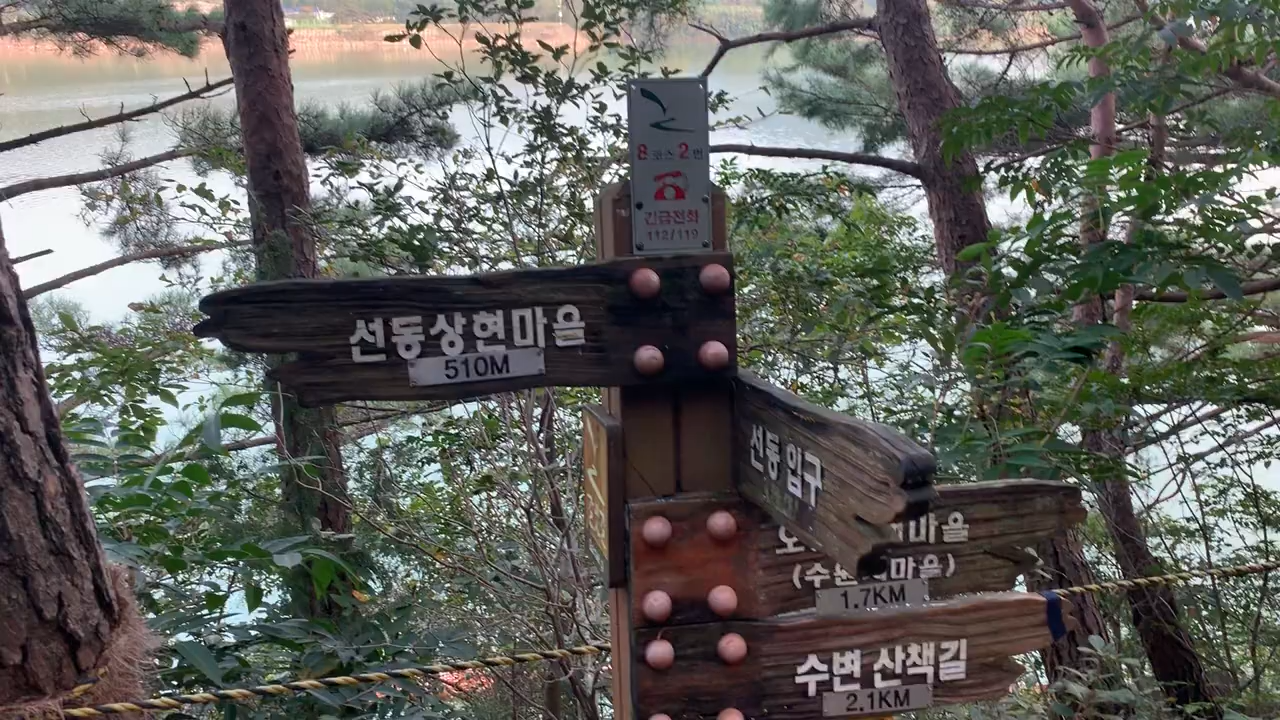 8코스 2번
긴급전화
112/119
선동상현마을
510M
선동 입구
마을
1.7KM
수변 산책길
2.1KM